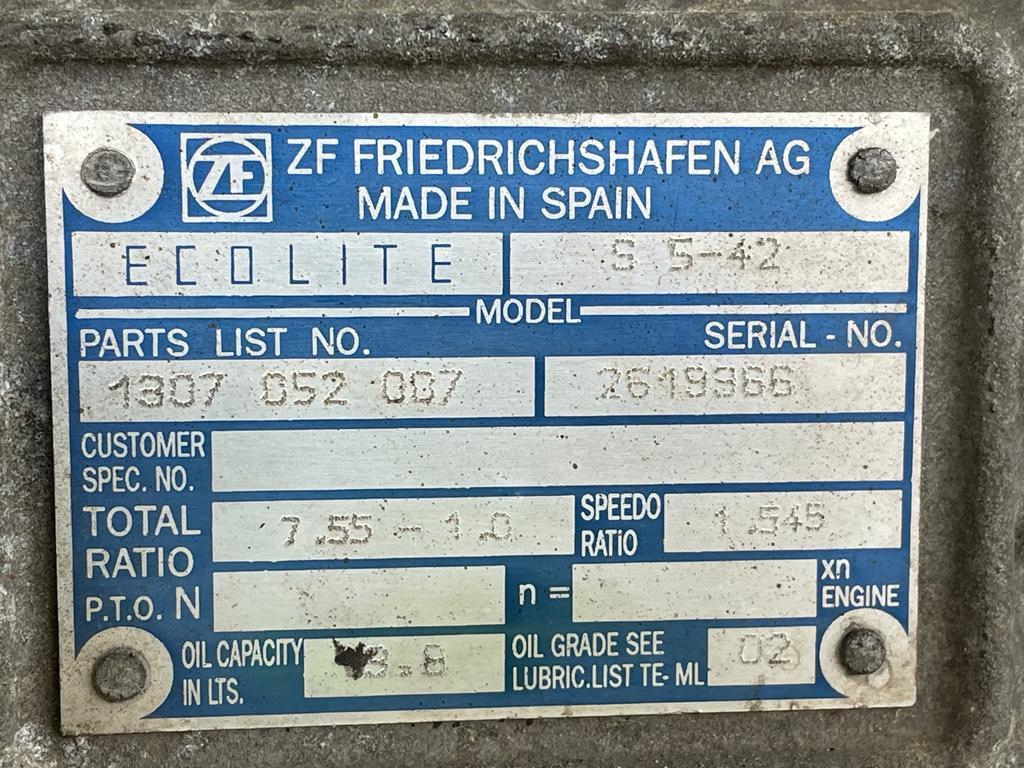 ZF ZF FRIEDRICHSHAFEN AG
MADE IN SPAIN
ECOLITE S 5-42
MODEL
PARTS LIST NO. SERIAL - NO.
1307 052 007 2619366
CUSTOMER
SPEC. NO.
TOTAL
RATIO 7.55 - 1.0 SPEEDO
RATIO 1.545
P.T.O. N n = xn
ENGINE
OIL CAPACITY
IN LTS. OIL GRADE SEE
LUBRIC.LIST TE- ML 02